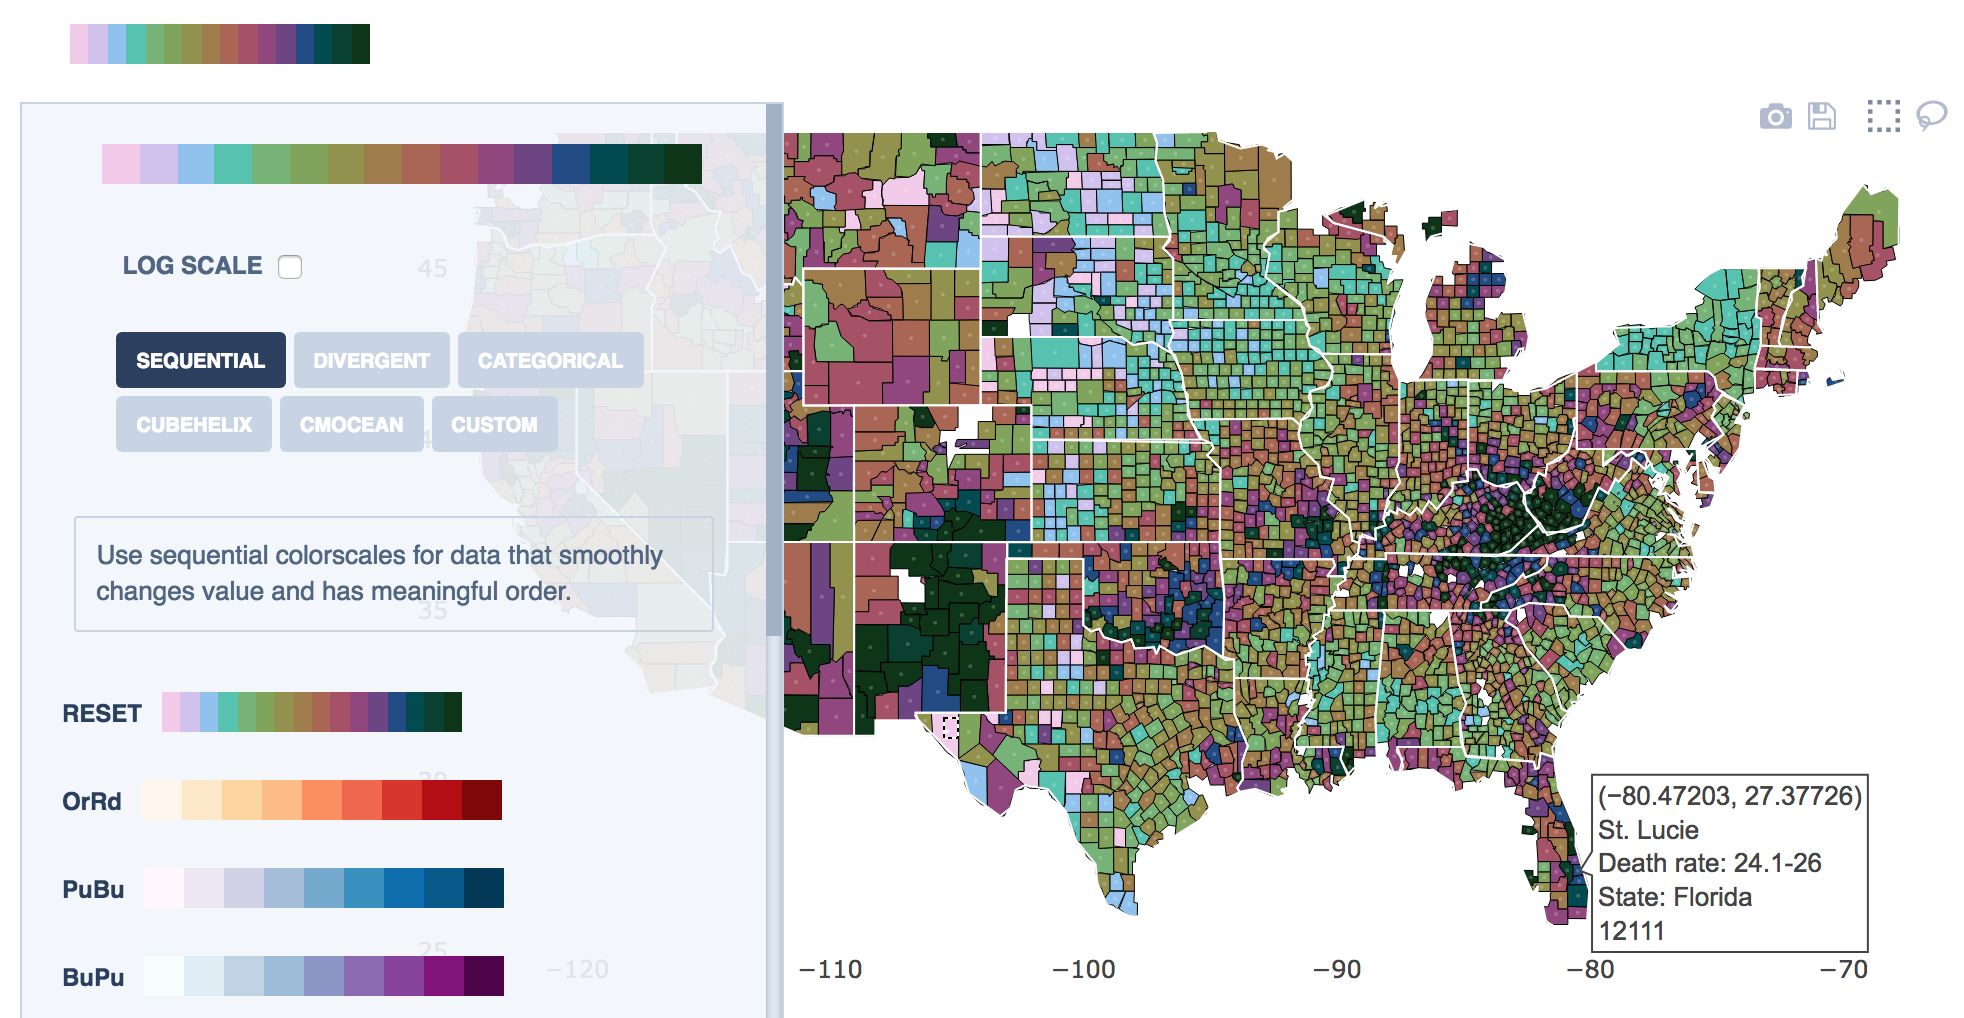 LOG SCALE
45
SEQUENTIAL
DIVERGENT
CATEGORICAL
CUBEHELIX
CMOCEAN
CUSTOM
Use sequential colorscales for data that smoothly
changes value and has meaningful order.
35
RESET
30
OrRd
PuBu
25
BuPu
(−80.47203, 27.37726)
St. Lucie
Death rate: 24.1-26
State: Florida
12111
−120
−110
−100
−90
−80
−70